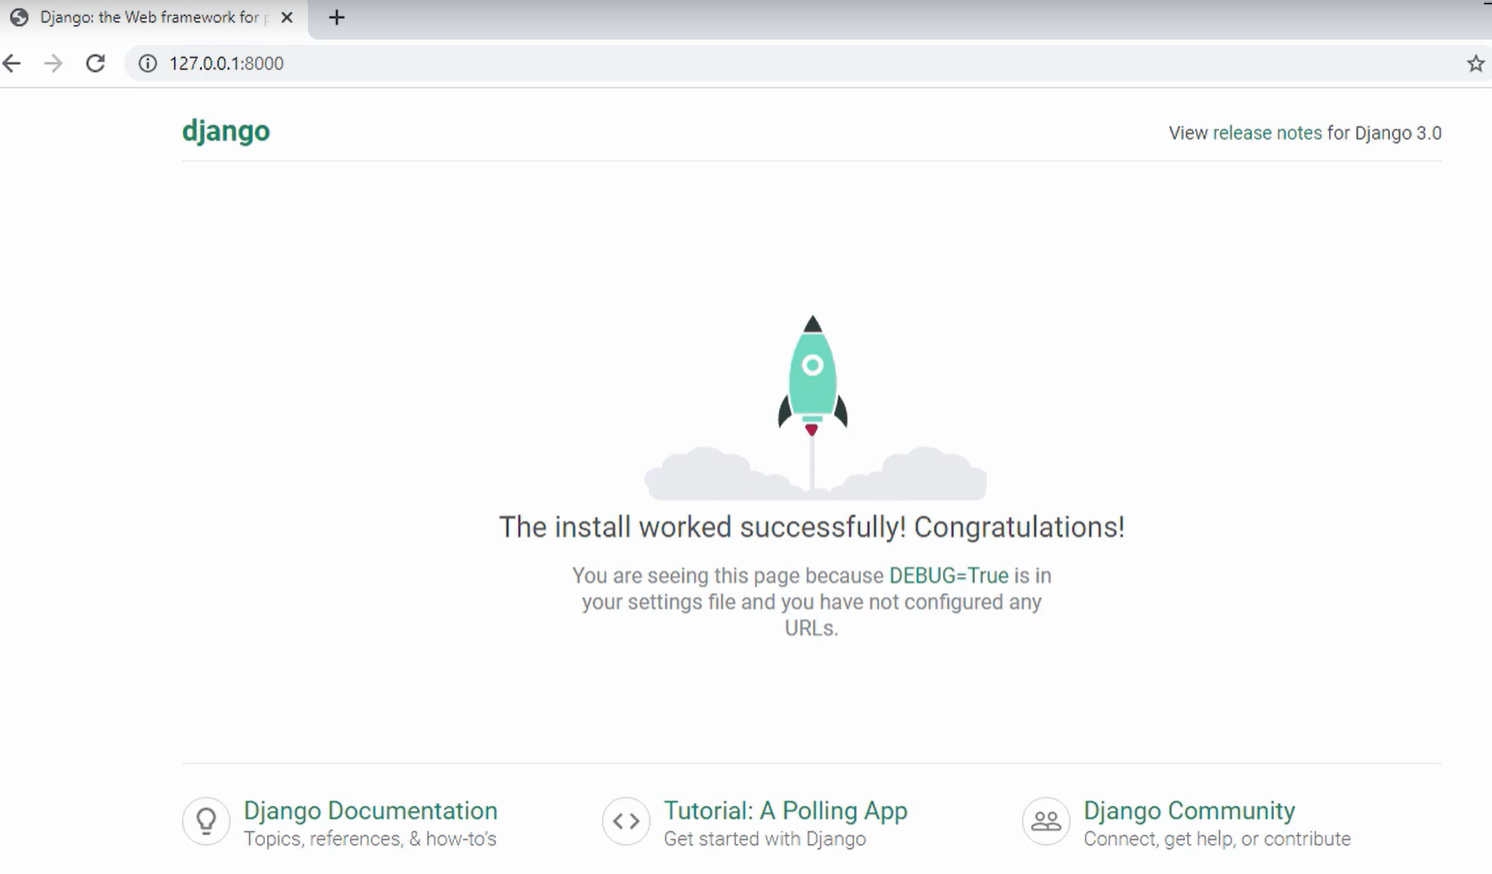 Django: the Web framework for p
127.0.0.1:8000
django
View release notes for Django 3.0
The install worked successfully! Congratulations!
You are seeing this page because DEBUG=True is in
your settings file and you have not configured any
URLs.
Django Documentation
Topics, references, & how-to’s
Tutorial: A Polling App
Get started with Django
Django Community
Connect, get help, or contribute